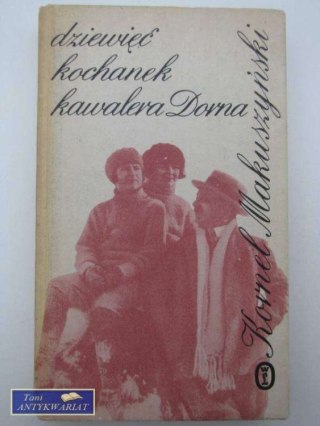 dziewięć
kochanek
kawalera Dorna
Kornel Makuszyński
Tani
ANTYKWARIAT